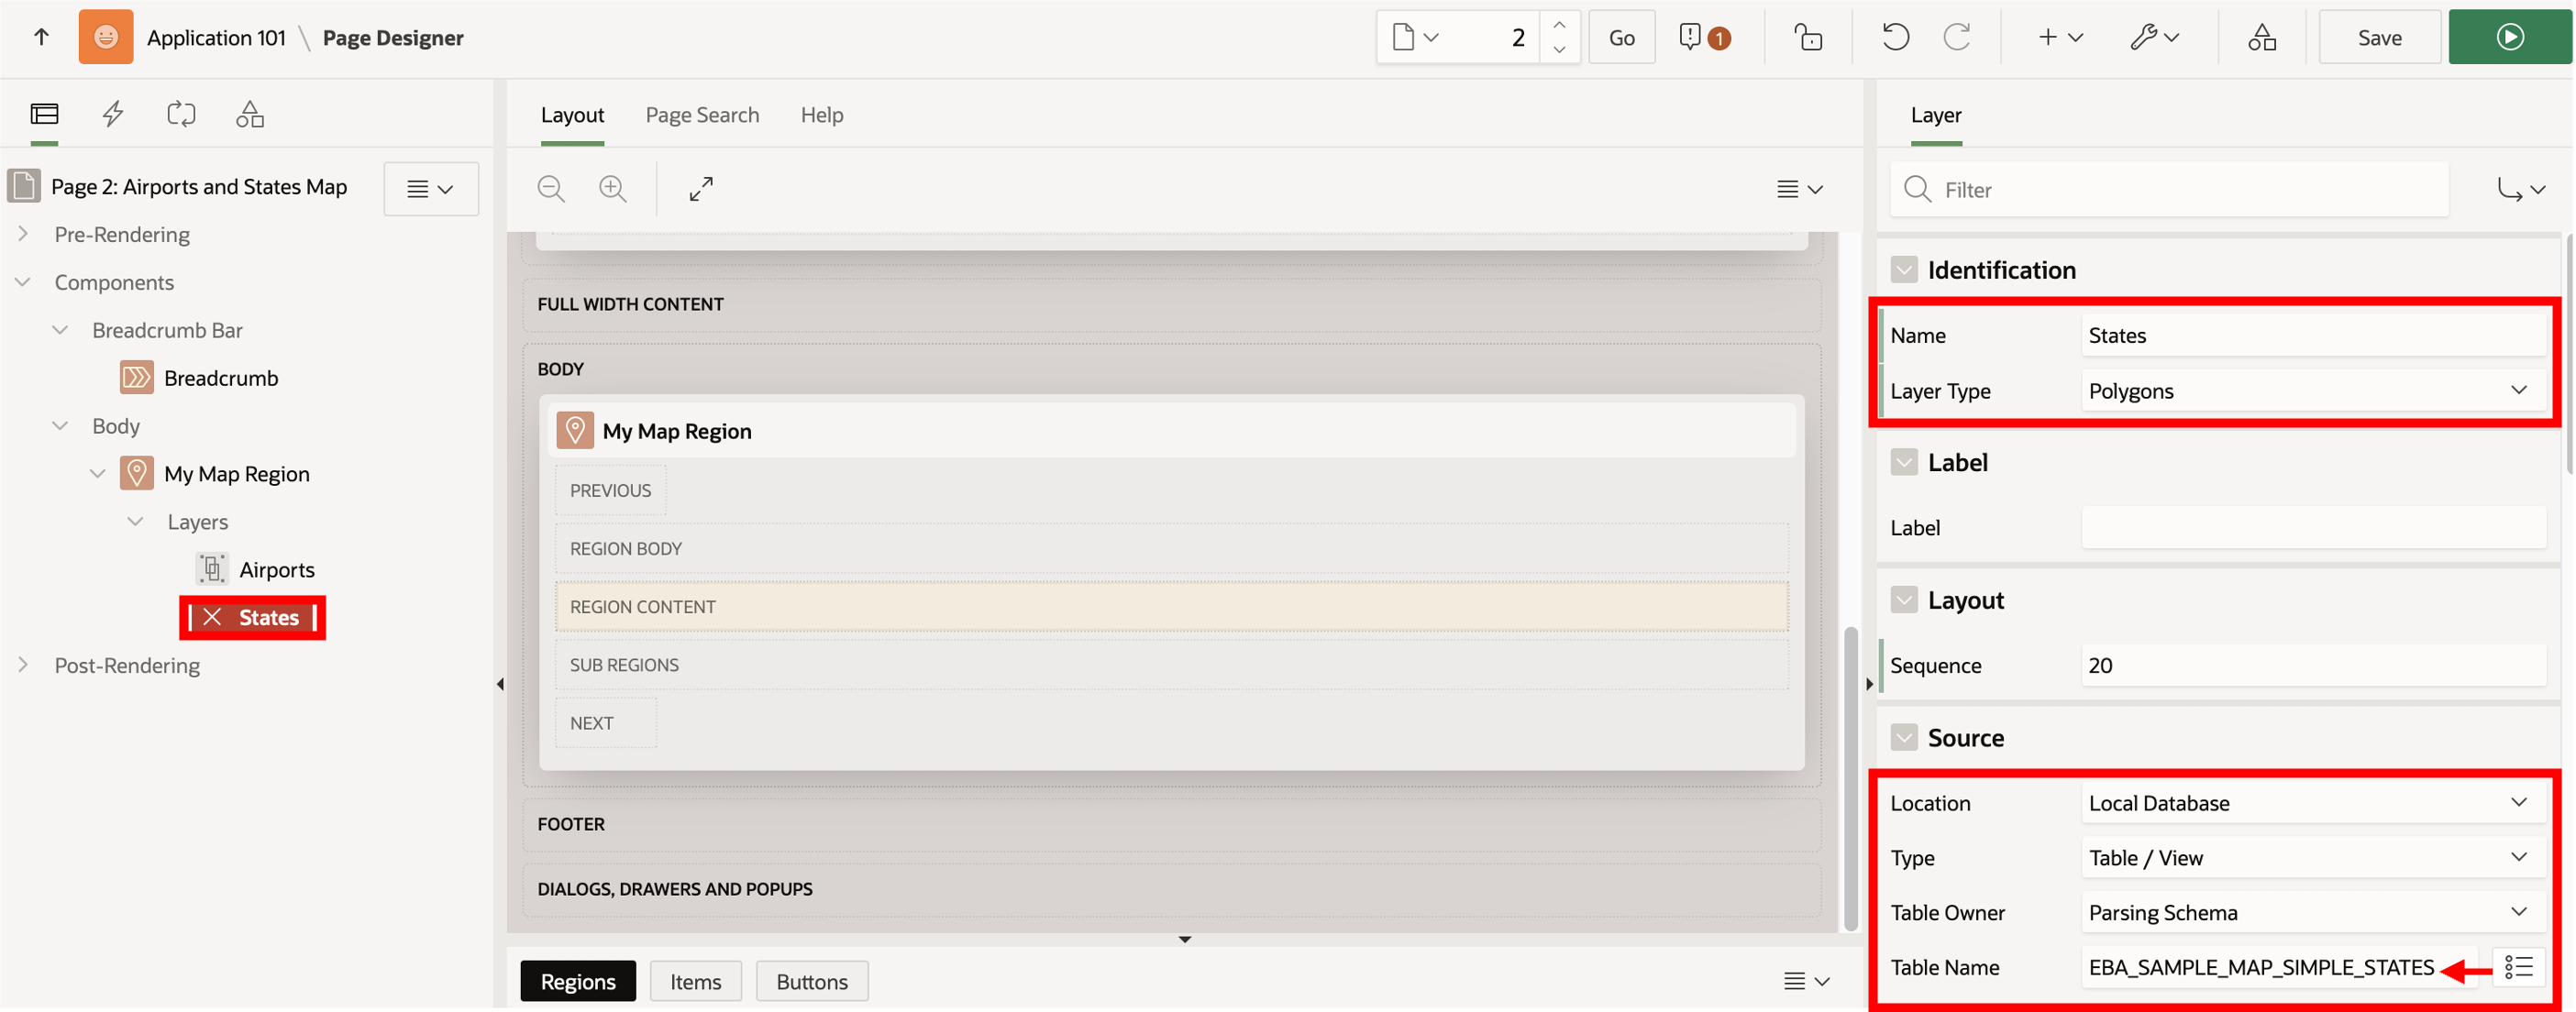 Application 101 \ Page Designer
2
Go
1
Save
Layout
Page Search
Help
Layer
Page 2: Airports and States Map
Pre-Rendering
Components
Breadcrumb Bar
Breadcrumb
Body
My Map Region
Layers
Airports
States
Post-Rendering
FULL WIDTH CONTENT
BODY
My Map Region
PREVIOUS
REGION BODY
REGION CONTENT
SUB REGIONS
NEXT
FOOTER
DIALOGS, DRAWERS AND POPUPS
Regions
Items
Buttons
Filter
Identification
Name States
Layer Type Polygons
Label
Label
Layout
Sequence 20
Source
Location Local Database
Type Table / View
Table Owner Parsing Schema
Table Name EBA_SAMPLE_MAP_SIMPLE_STATES